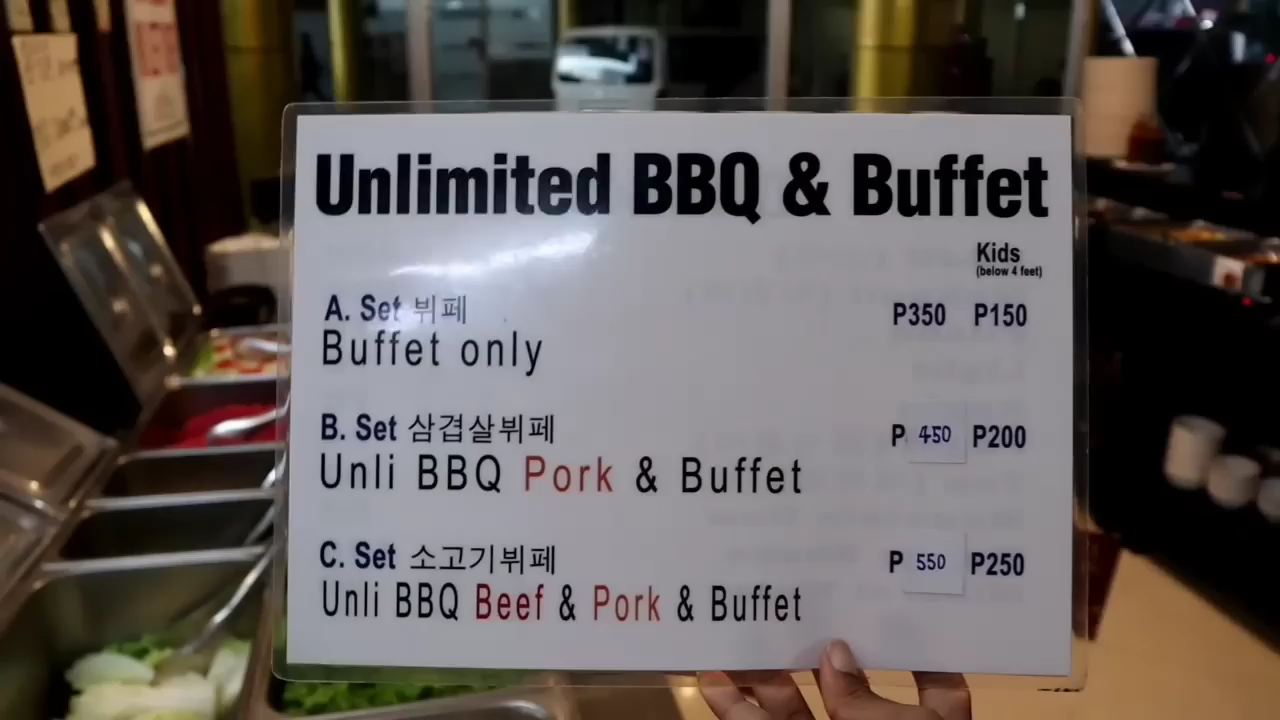 Unlimited BBQ & Buffet
Kids
(below 4 feet)
A. Set 뷔페 P350 P150
Buffet only
B. Set 삼겹살뷔페 P 450 P200
Unli BBQ Pork & Buffet
C. Set 소고기뷔페 P 550 P250
Unli BBQ Beef & Pork & Buffet